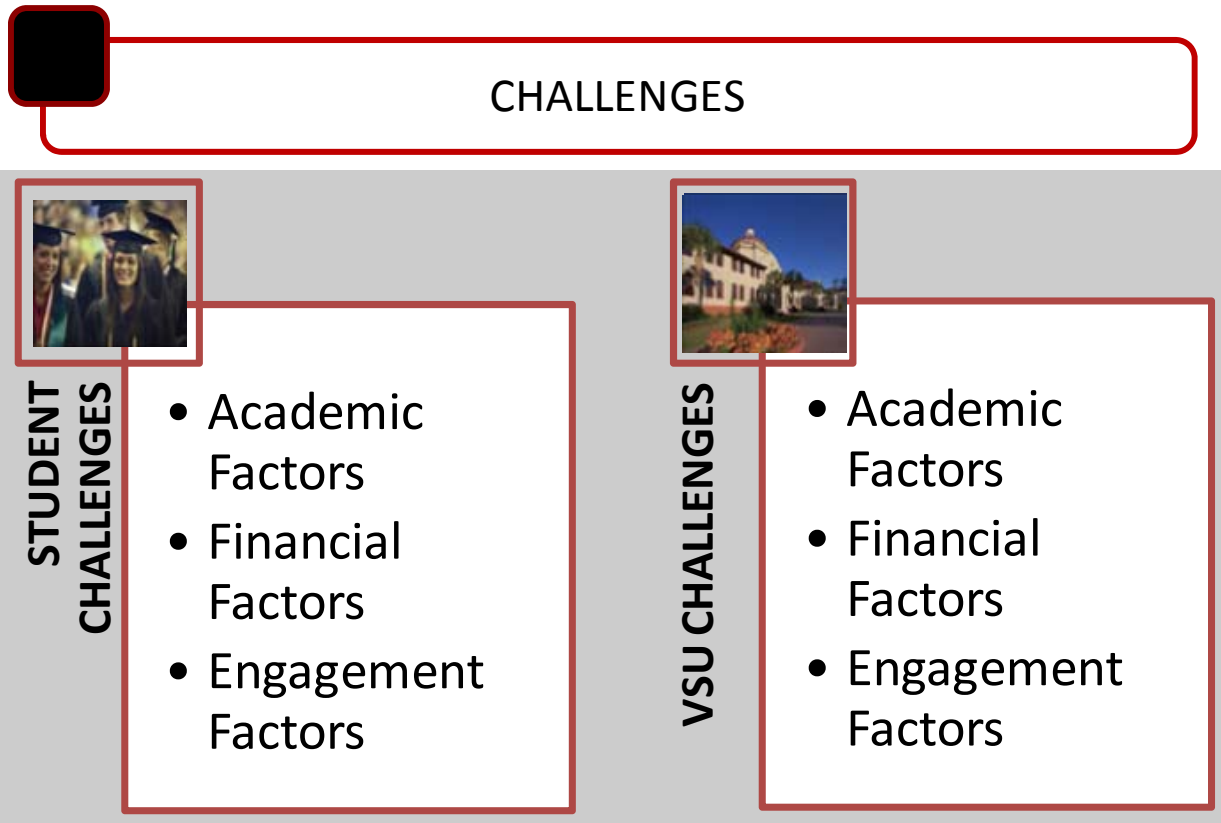 CHALLENGES
STUDENT
CHALLENGES
• Academic
Factors
• Financial
Factors
• Engagement
Factors
VSU CHALLENGES
• Academic
Factors
• Financial
Factors
• Engagement
Factors